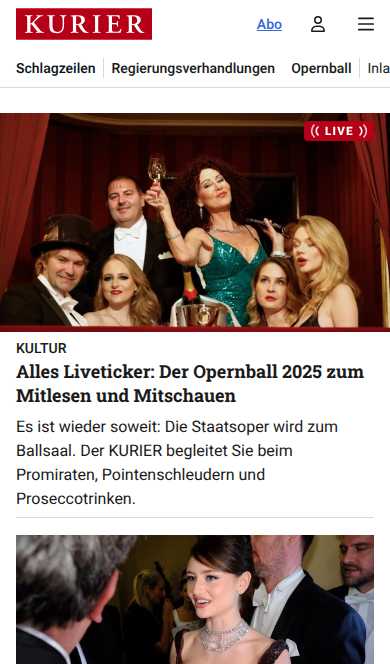 KURIER
Abo
Schlagzeilen
Regierungsverhandlungen
Opernball
Inla
LIVE
KULTUR
Alles Liveticker: Der Opernball 2025 zum
Mitlesen und Mitschauen
Es ist wieder soweit: Die Staatsoper wird zum
Ballsaal. Der KURIER begleitet Sie beim
Promiraten, Pointenschleudern und
Proseccotrinken.